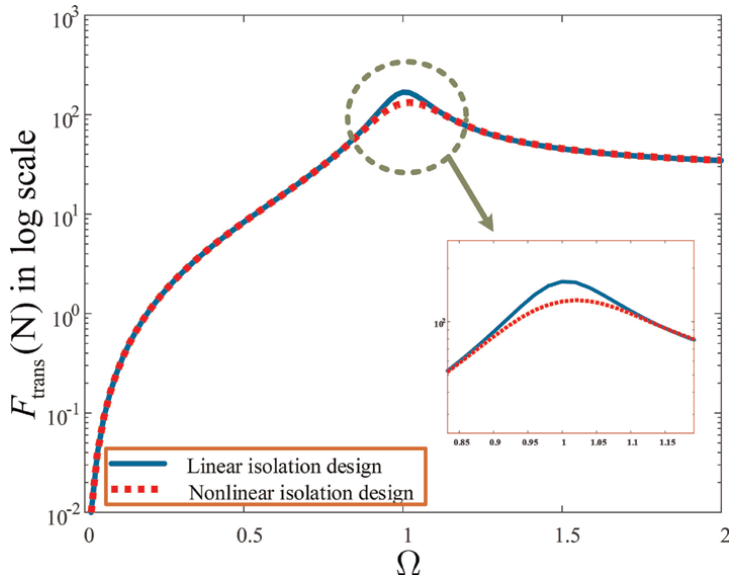 10^3
10^2
10^1
10^0
10^-1
10^-2
F_trans (N) in log scale
10^2
0.85 0.9 0.95 1 1.05 1.1 1.15
Linear isolation design
Nonlinear isolation design
0 0.5 1 1.5 2
Ω